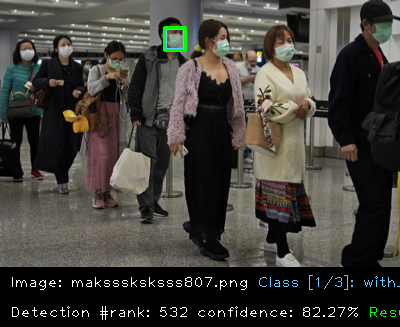 Image: maksssksksss807.png Class [1/3]: with_
Detection #rank: 532 confidence: 82.27% Res